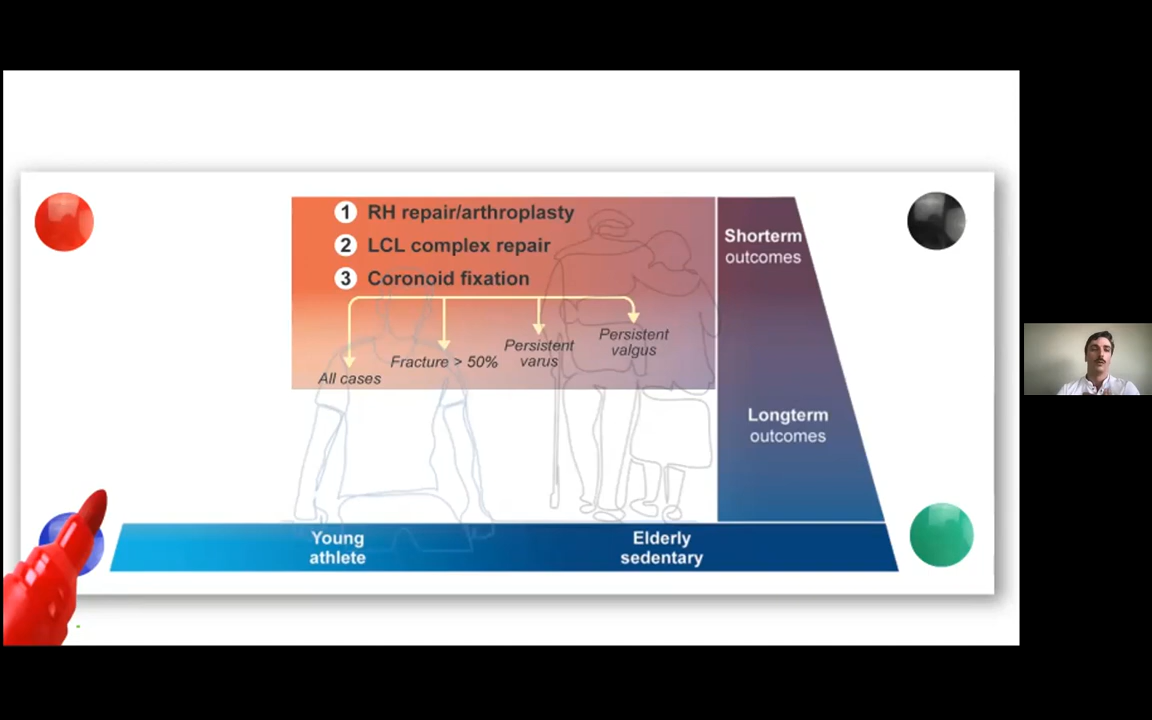 1 RH repair/arthroplasty
2 LCL complex repair
3 Coronoid fixation
All cases
Fracture > 50%
Persistent
varus
Persistent
valgus
Shorterm
outcomes
Longterm
outcomes
Young
athlete
Elderly
sedentary